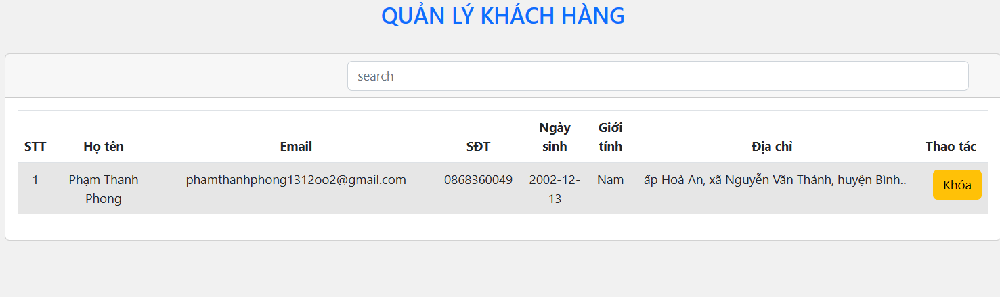 QUẢN LÝ KHÁCH HÀNG
search
STT Họ tên Email SĐT Ngày sinh Giới tính Địa chỉ Thao tác
1 Phạm Thanh Phong phamthanhphong1312oo2@gmail.com 0868360049 2002-12-13 Nam ấp Hoà An, xã Nguyễn Văn Thảnh, huyện Bình.. Khóa